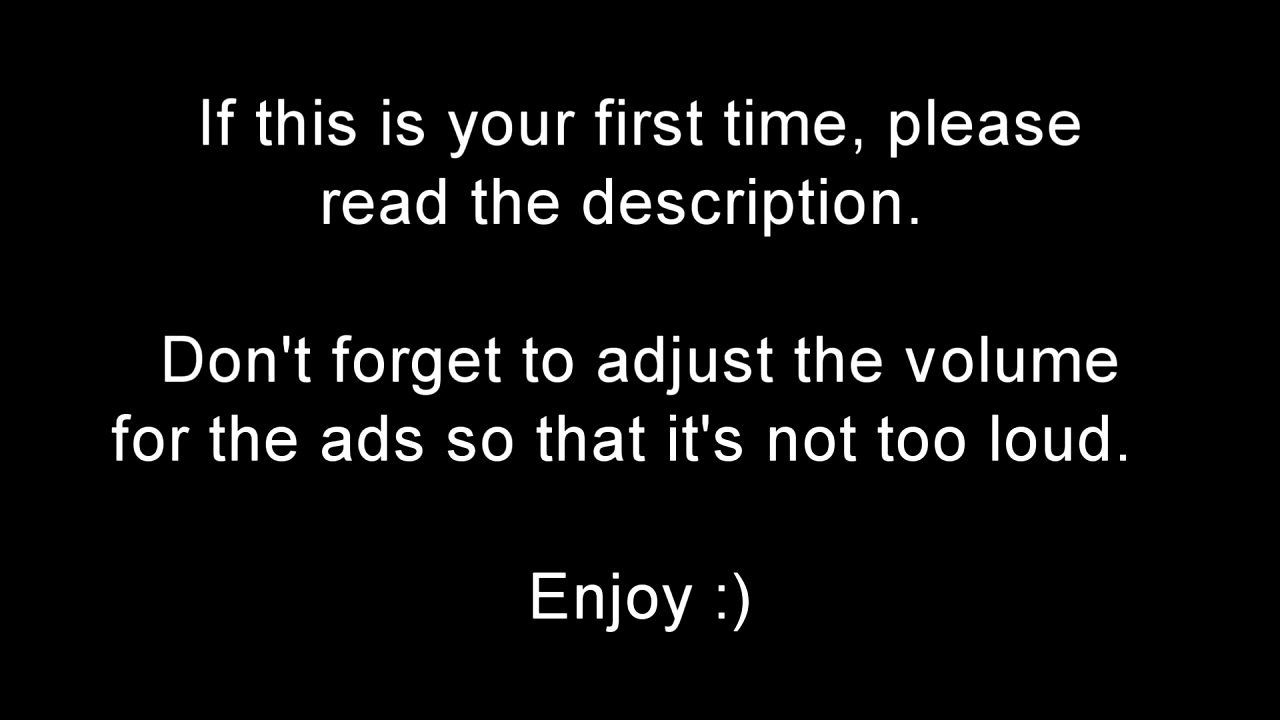 If this is your first time, please
read the description.
Don't forget to adjust the volume
for the ads so that it's not too loud.
Enjoy :)